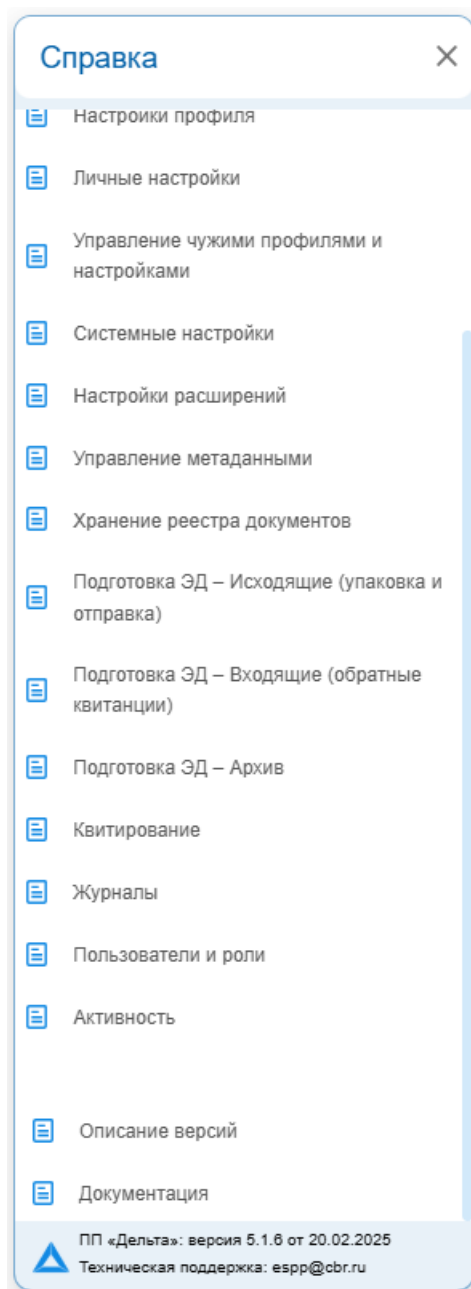 Справка
Настройки профиля
Личные настройки
Управление чужими профилями и
настройками
Системные настройки
Настройки расширений
Управление метаданными
Хранение реестра документов
Подготовка ЭД – Исходящие (упаковка и
отправка)
Подготовка ЭД – Входящие (обратные
квитанции)
Подготовка ЭД – Архив
Квитирование
Журналы
Пользователи и роли
Активность
Описание версий
Документация
ПП «Дельта»: версия 5.1.6 от 20.02.2025
Техническая поддержка: espp@cbr.ru